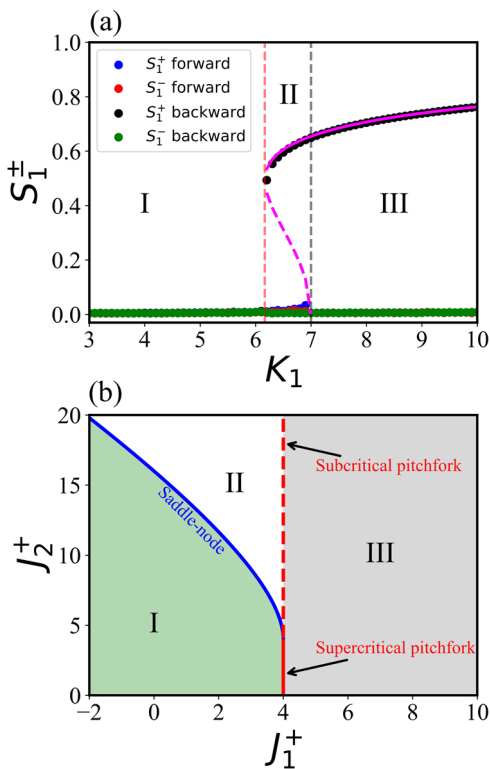 (a)
1.0
0.8
0.6
0.4
0.2
0.0
S₁±
S₁⁺ forward
S₁⁻ forward
S₁⁺ backward
S₁⁻ backward
I
II
III
3 4 5 6 7 8 9 10
K₁
(b)
20
15
10
5
0
J₂⁺
Subcritical pitchfork
II
Saddle-node
III
I
Supercritical pitchfork
−2 0 2 4 6 8 10
J₁⁺